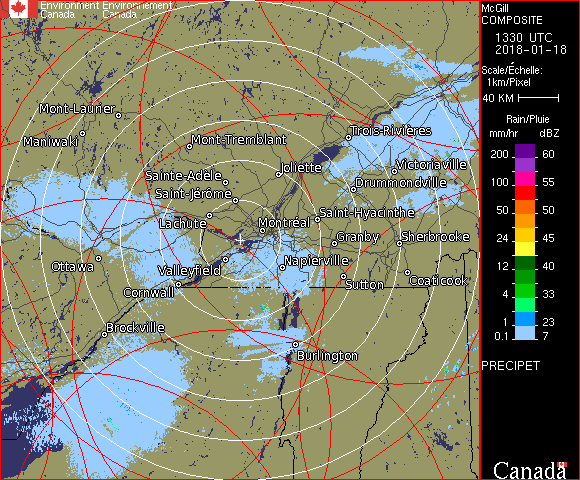 Environment Environnement
Canada Canada
Mont-Laurier
Maniwaki
Mont-Tremblant
Trois-Rivières
Sainte-Adèle
Joliette
Victoriaville
Saint-Jérôme
Drummondville
Lachute
Montréal
Saint-Hyacinthe
Granby
Sherbrooke
Ottawa
Valleyfield
Napierville
Cornwall
Sutton
Coaticook
Brockville
Burlington
McGill
COMPOSITE
1330 UTC
2018-01-18
Scale/Échelle:
1km/Pixel
40 KM
Rain/Pluie
mm/hr dBZ
200 60
150 55
100 55
50 50
24 45
12 40
4 33
1 23
0.1 7
PRECIPET
Canada